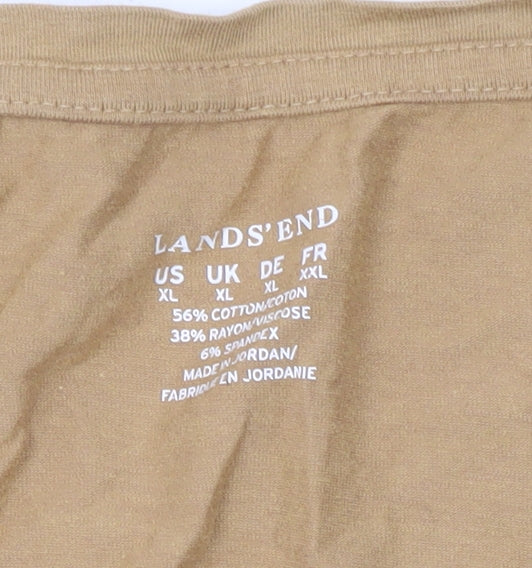 LANDS' END
US UK DE FR
XL XL XL XXL
56% COTTON/COTON
38% RAYON/VISCOSE
6% SPANDEX
MADE IN JORDAN/
FABRIQUE EN JORDANIE